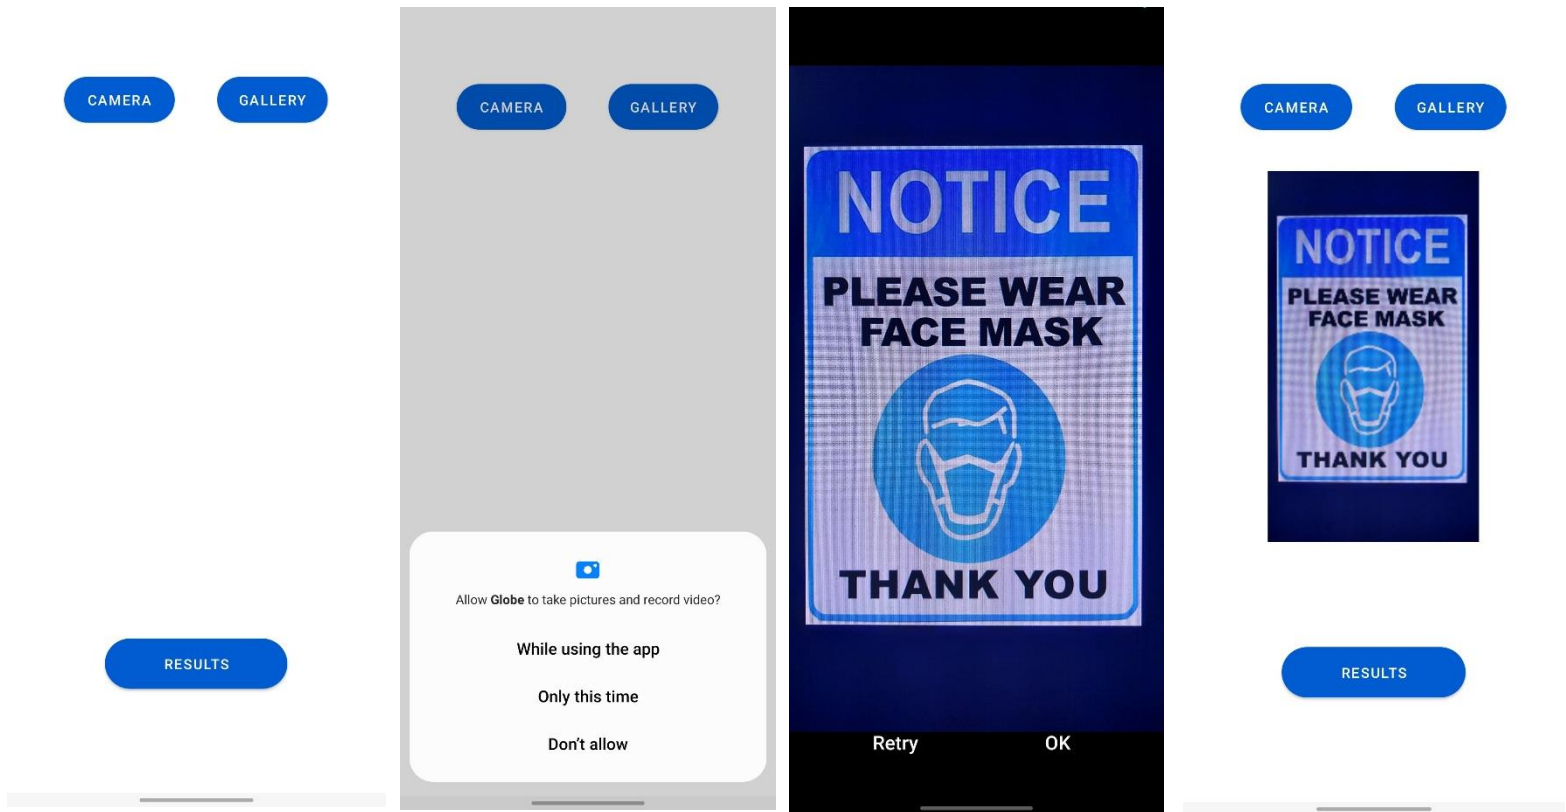 CAMERA GALLERY
RESULTS
CAMERA GALLERY
Allow Globe to take pictures and record video?
While using the app
Only this time
Don't allow
NOTICE
PLEASE WEAR
FACE MASK
THANK YOU
Retry OK
CAMERA GALLERY
NOTICE
PLEASE WEAR
FACE MASK
THANK YOU
RESULTS